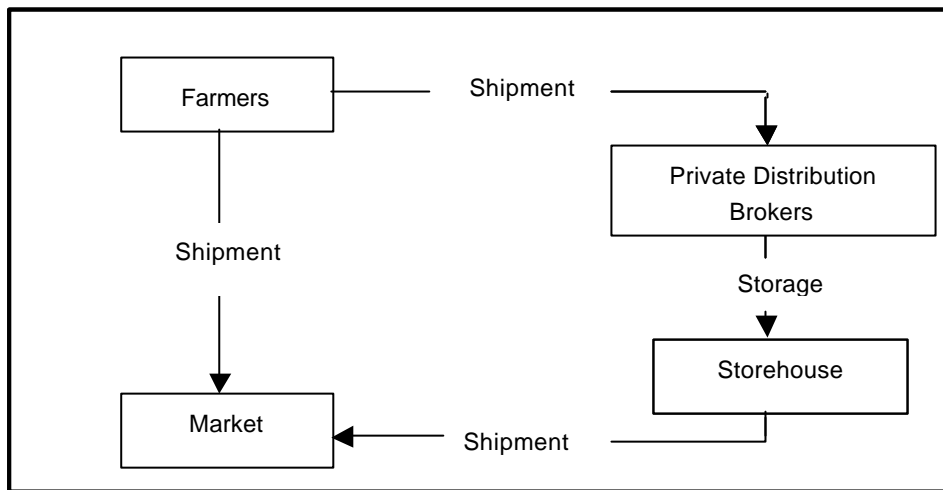 Farmers
Shipment
Private Distribution
Brokers
Shipment
Storage
Storehouse
Market
Shipment